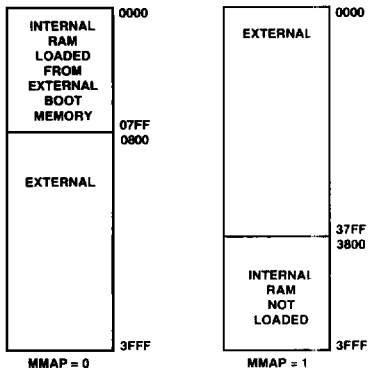 0000
INTERNAL
RAM
LOADED
FROM
EXTERNAL
BOOT
MEMORY
07FF
0800
EXTERNAL
3FFF
MMAP = 0
0000
EXTERNAL
37FF
3800
INTERNAL
RAM
NOT
LOADED
3FFF
MMAP = 1